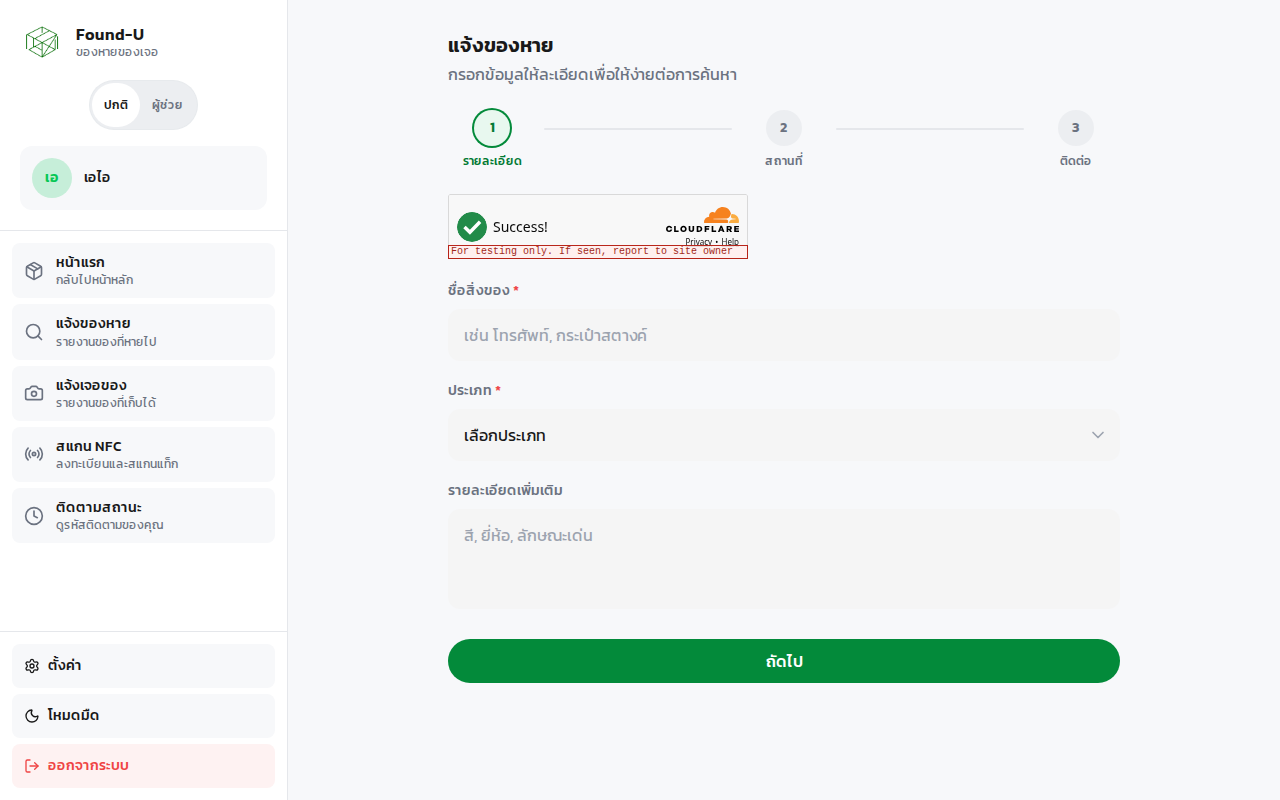 Found-U
ของหายของเจอ
ปกติ
ผู้ช่วย
เอ
เอไอ
หน้าแรก
กลับไปหน้าหลัก
แจ้งของหาย
รายงานของที่หายไป
แจ้งเจอของ
รายงานของที่เก็บได้
สแกน NFC
ลงทะเบียนและสแกนแท็ก
ติดตามสถานะ
ดูรหัสติดตามของคุณ
ตั้งค่า
โหมดมืด
ออกจากระบบ
แจ้งของหาย
กรอกข้อมูลให้ละเอียดเพื่อให้ง่ายต่อการค้นหา
1
2
3
รายละเอียด
สถานที่
ติดต่อ
Success!
CLOUDFLARE
Privacy • Help
For testing only. If seen, report to site owner
ชื่อสิ่งของ *
เช่น โทรศัพท์, กระเป๋าสตางค์
ประเภท *
เลือกประเภท
รายละเอียดเพิ่มเติม
สี, ยี่ห้อ, ลักษณะเด่น
ถัดไป